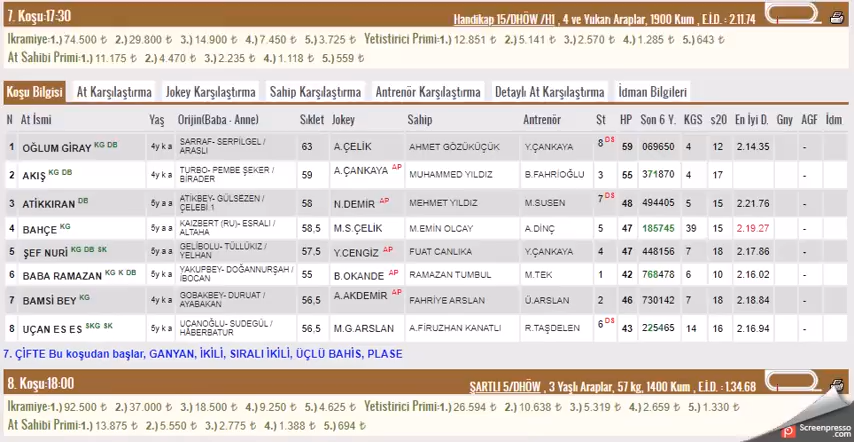 7. Koşu:17:30
Handikap 15/DHÖW /H1 , 4 ve Yukarı Araplar, 1900 Kum , E.İ.D. : 2.11.74
Ikramiye:1.) 74.500 ₺ 2.) 29.800 ₺ 3.) 14.900 ₺ 4.) 7.450 ₺ 5.) 3.725 ₺ Yetistirici Primi:1.) 12.851 ₺ 2.) 5.141 ₺ 3.) 2.570 ₺ 4.) 1.285 ₺ 5.) 643 ₺
At Sahibi Primi:1.) 11.175 ₺ 2.) 4.470 ₺ 3.) 2.235 ₺ 4.) 1.118 ₺ 5.) 559 ₺
Koşu Bilgisi At Karşılaştırma Jokey Karşılaştırma Sahip Karşılaştırma Antrenör Karşılaştırma Detaylı At Karşılaştırma İdman Bilgileri
N At İsmi Yaş Orijin(Baba - Anne) Sıklet Jokey Sahip Antrenör St HP Son 6 Y. KGS s20 En İyi D. Gny AGF İdm
1 OĞLUM GİRAY KG DB 4y k a SARRAF- SERPİLGEL / ARASLI 63 A.ÇELİK AHMET GÖZÜKÜÇÜK Y.ÇANKAYA 8 DS 59 069650 4 12 2.14.35 -
2 AKIŞ KG DB 4y k a TURBO- PEMBE ŞEKER / BİRADER 59 A.ÇANKAYA AP MUHAMMED YILDIZ B.FAHRİOĞLU 3 55 371870 4 17 -
3 ATİKKIRAN DB 5y a a ATİKBEY- GÜLSEZEN / ÇELEBİ 1 58 N.DEMİR AP MEHMET YILDIZ M.SUSEN 7 DS 48 494405 5 15 2.21.76 -
4 BAHÇE KG 5y a a KAIZBERT (RU)- ESRALI / ALTAHA 58,5 M.S.ÇELİK M.EMİN OLCAY A.DİNÇ 5 47 185745 39 15 2.19.27 -
5 ŞEF NURİ KG DB SK 5y a a GELİBOLU- TÜLLÜKIZ / YELHAN 57,5 Y.CENGİZ AP FUAT CANLIKA Y.ÇANKAYA 4 47 448156 7 18 2.17.86 -
6 BABA RAMAZAN KG K DB 5y k a YAKUPBEY- DOĞANNURŞAH / İBOCAN 55 B.OKANDE AP RAMAZAN TUMBUL M.TEK 1 42 768478 6 10 2.16.02 -
7 BAMSİ BEY KG 4y k a GOBAKBEY- DURUAT / AYABAKAN 56,5 A.AKDEMİR AP FAHRİYE ARSLAN Ü.ARSLAN 2 46 730142 7 18 2.18.84 -
8 UÇAN ES ES SKG SK 5y k a UÇANOĞLU- SUDEGÜL / HABERBATUR 56,5 M.G.ARSLAN A.FİRUZHAN KANATLI R.TAŞDELEN 6 DS 43 225465 14 16 2.16.94 -
7. ÇİFTE Bu koşudan başlar, GANYAN, İKİLİ, SIRALI İKİLİ, ÜÇLÜ BAHİS, PLASE
8. Koşu:18:00
ŞARTLI 5/DHÖW , 3 Yaşlı Araplar, 57 kg, 1400 Kum , E.İ.D. : 1.34.68
Ikramiye:1.) 92.500 ₺ 2.) 37.000 ₺ 3.) 18.500 ₺ 4.) 9.250 ₺ 5.) 4.625 ₺ Yetistirici Primi:1.) 26.594 ₺ 2.) 10.638 ₺ 3.) 5.319 ₺ 4.) 2.659 ₺ 5.) 1.330 ₺
At Sahibi Primi:1.) 13.875 ₺ 2.) 5.550 ₺ 3.) 2.775 ₺ 4.) 1.388 ₺ 5.) 694 ₺
Screenpresso
.com